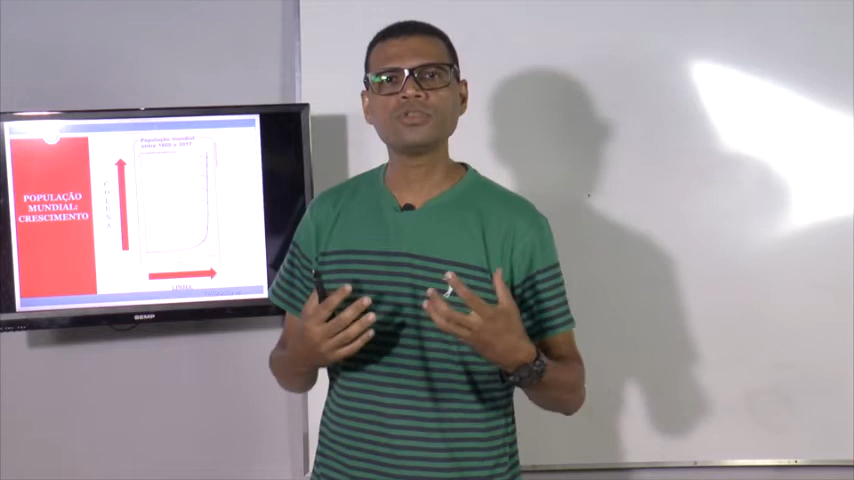 POPULAÇÃO
MUNDIAL:
CRESCIMENTO
População mundial
entre 1800 e 2017
COLUNA
LINHA
SEMP